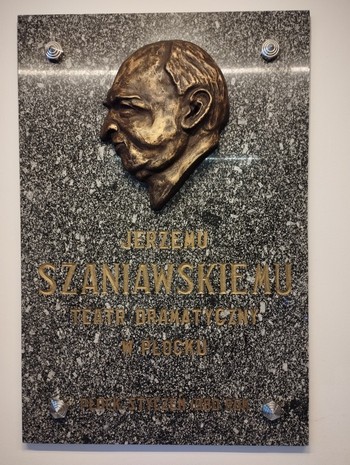 JERZEMU
SZANIAWSKIEMU
TEATR DRAMATYCZNY
W PŁOCKU